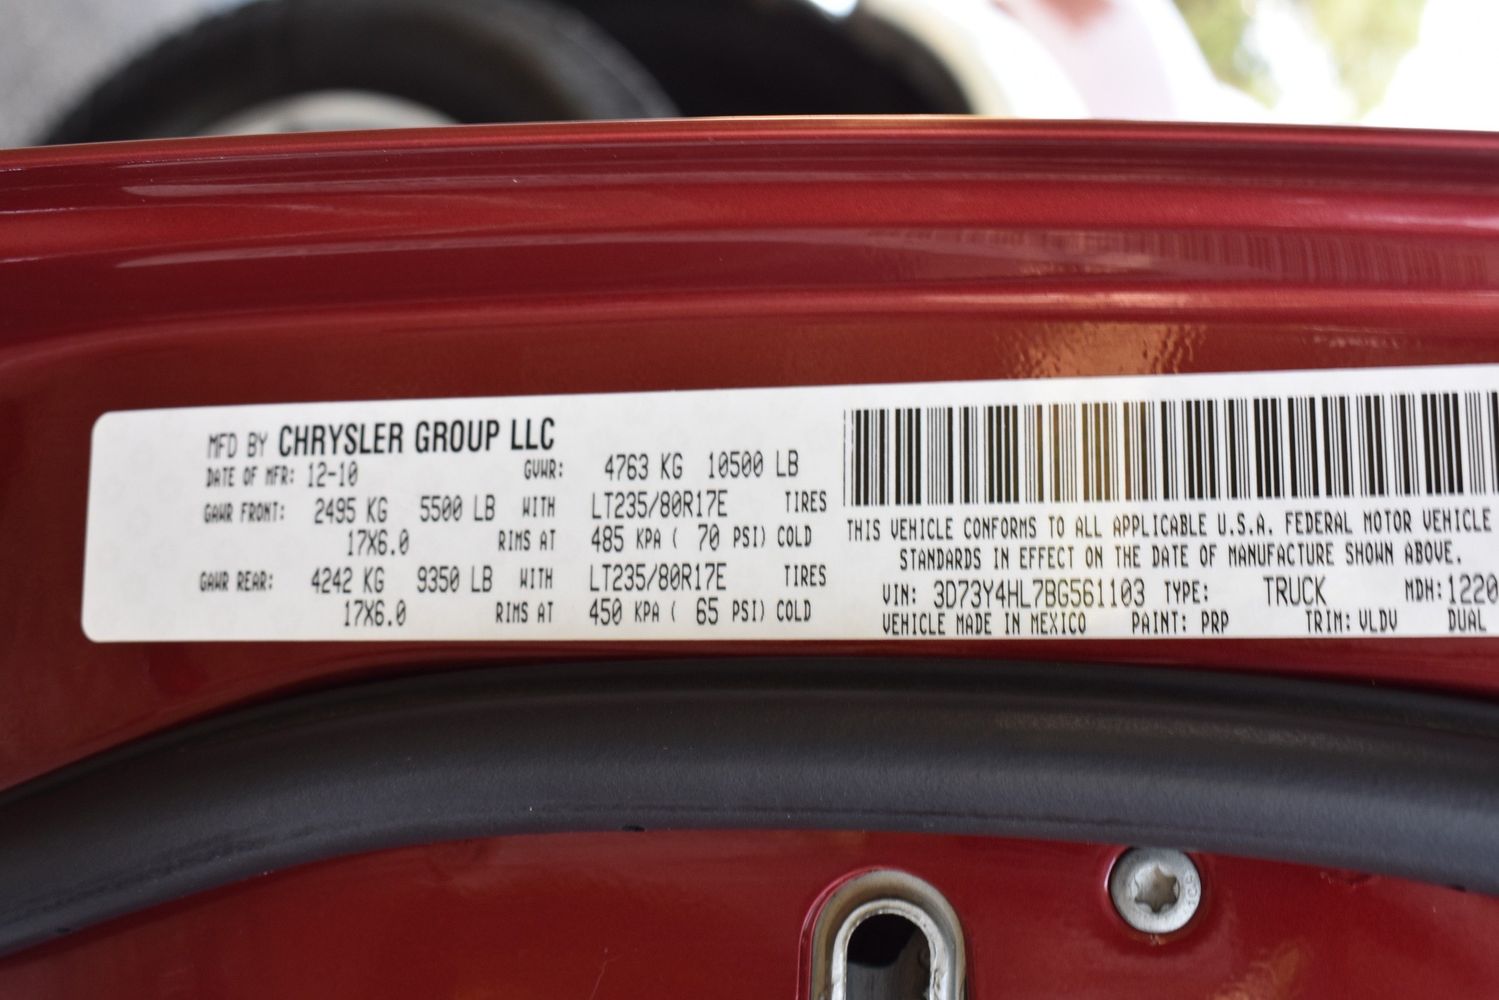 MFD BY CHRYSLER GROUP LLC
DATE OF MFR: 12-10 GVWR: 4763 KG 10500 LB
GAWR FRONT: 2495 KG 5500 LB WITH LT235/80R17E TIRES
17X6.0 RIMS AT 485 KPA ( 70 PSI) COLD
GAWR REAR: 4242 KG 9350 LB WITH LT235/80R17E TIRES
17X6.0 RIMS AT 450 KPA ( 65 PSI) COLD
THIS VEHICLE CONFORMS TO ALL APPLICABLE U.S.A. FEDERAL MOTOR VEHICLE
STANDARDS IN EFFECT ON THE DATE OF MANUFACTURE SHOWN ABOVE.
VIN: 3D73Y4HL7BG561103 TYPE: TRUCK MDH: 1220
VEHICLE MADE IN MEXICO PAINT: PRP TRIM: VLDV DUAL